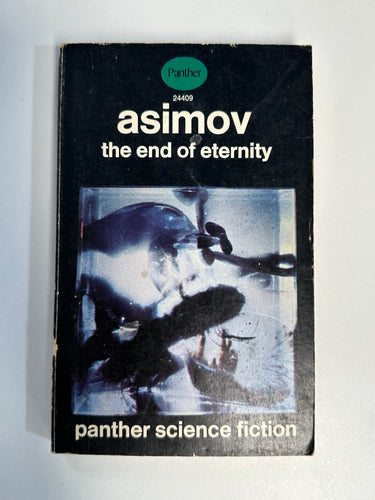 Panther
24409
asimov
the end of eternity
panther science fiction